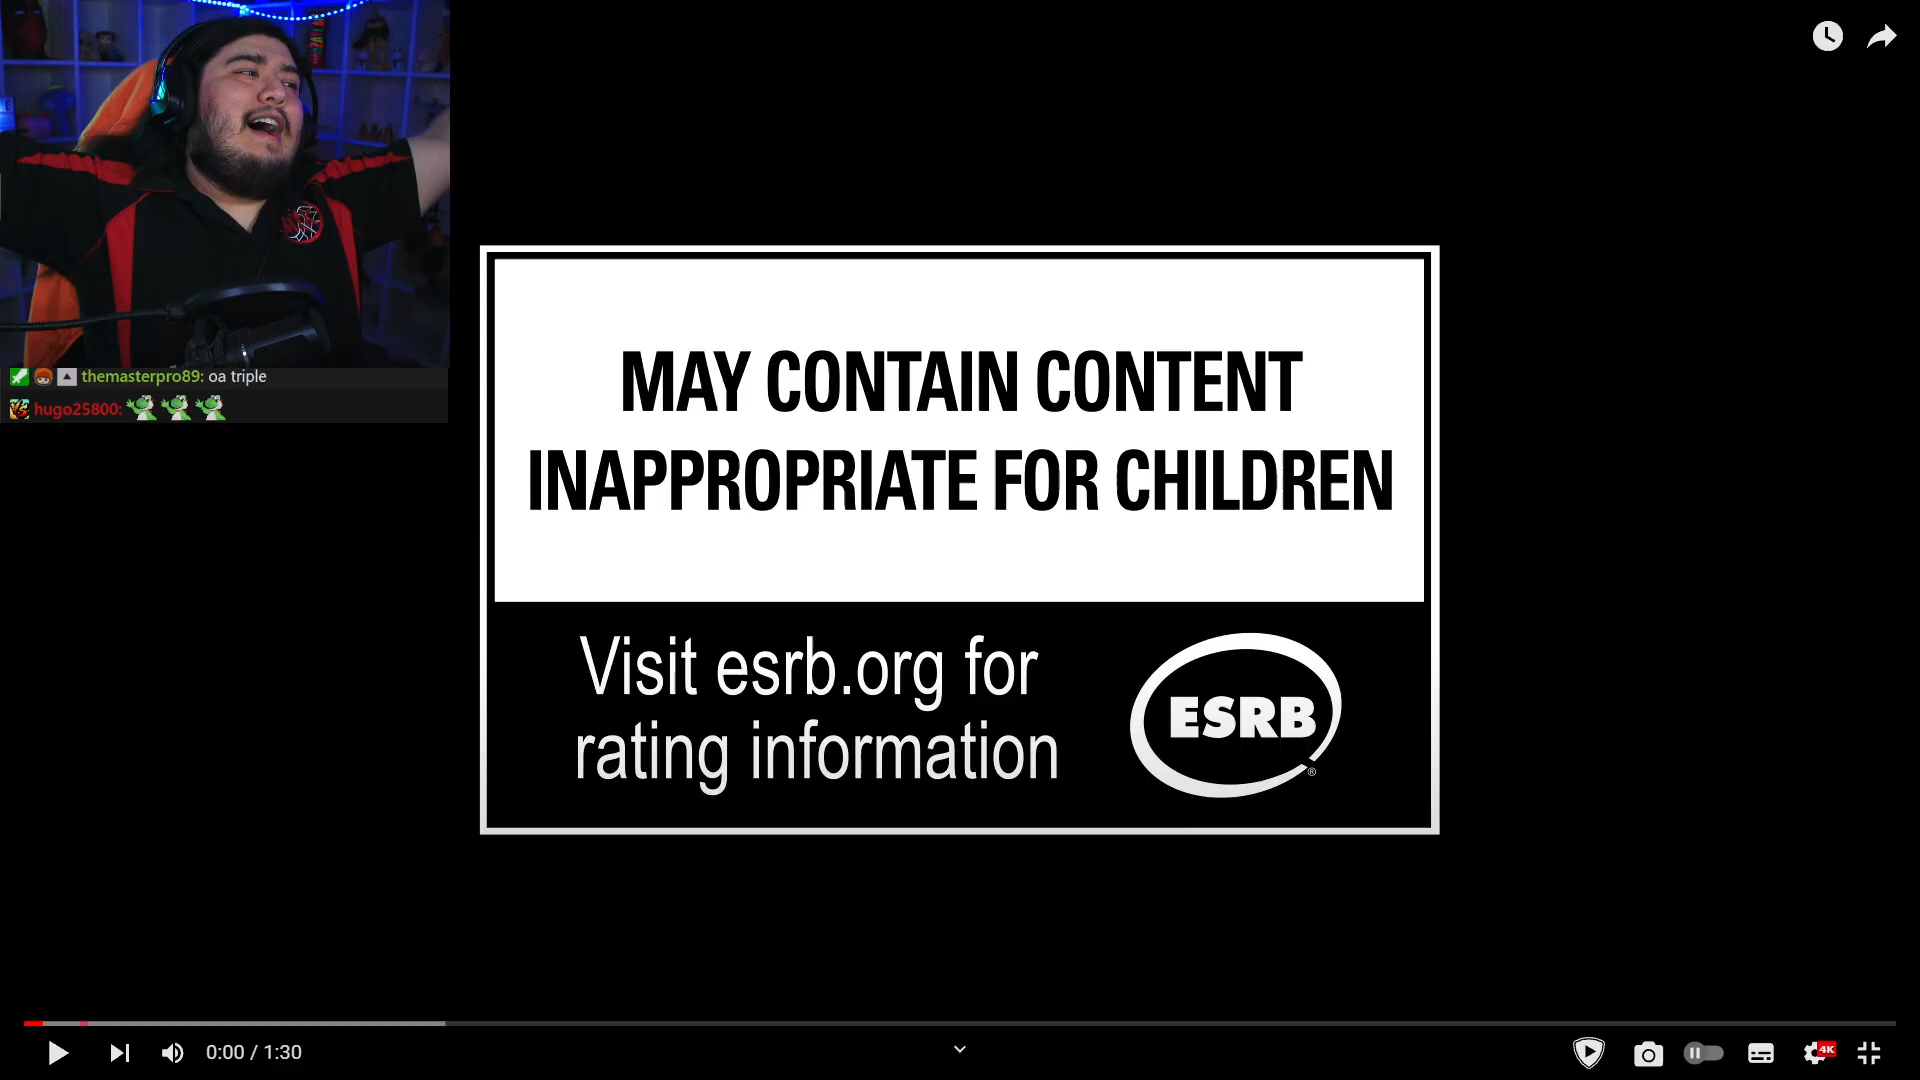 themasterpro89: oa triple
hugo25800:
MAY CONTAIN CONTENT
INAPPROPRIATE FOR CHILDREN
Visit esrb.org for
rating information
ESRB
®
0:00 / 1:30
4K